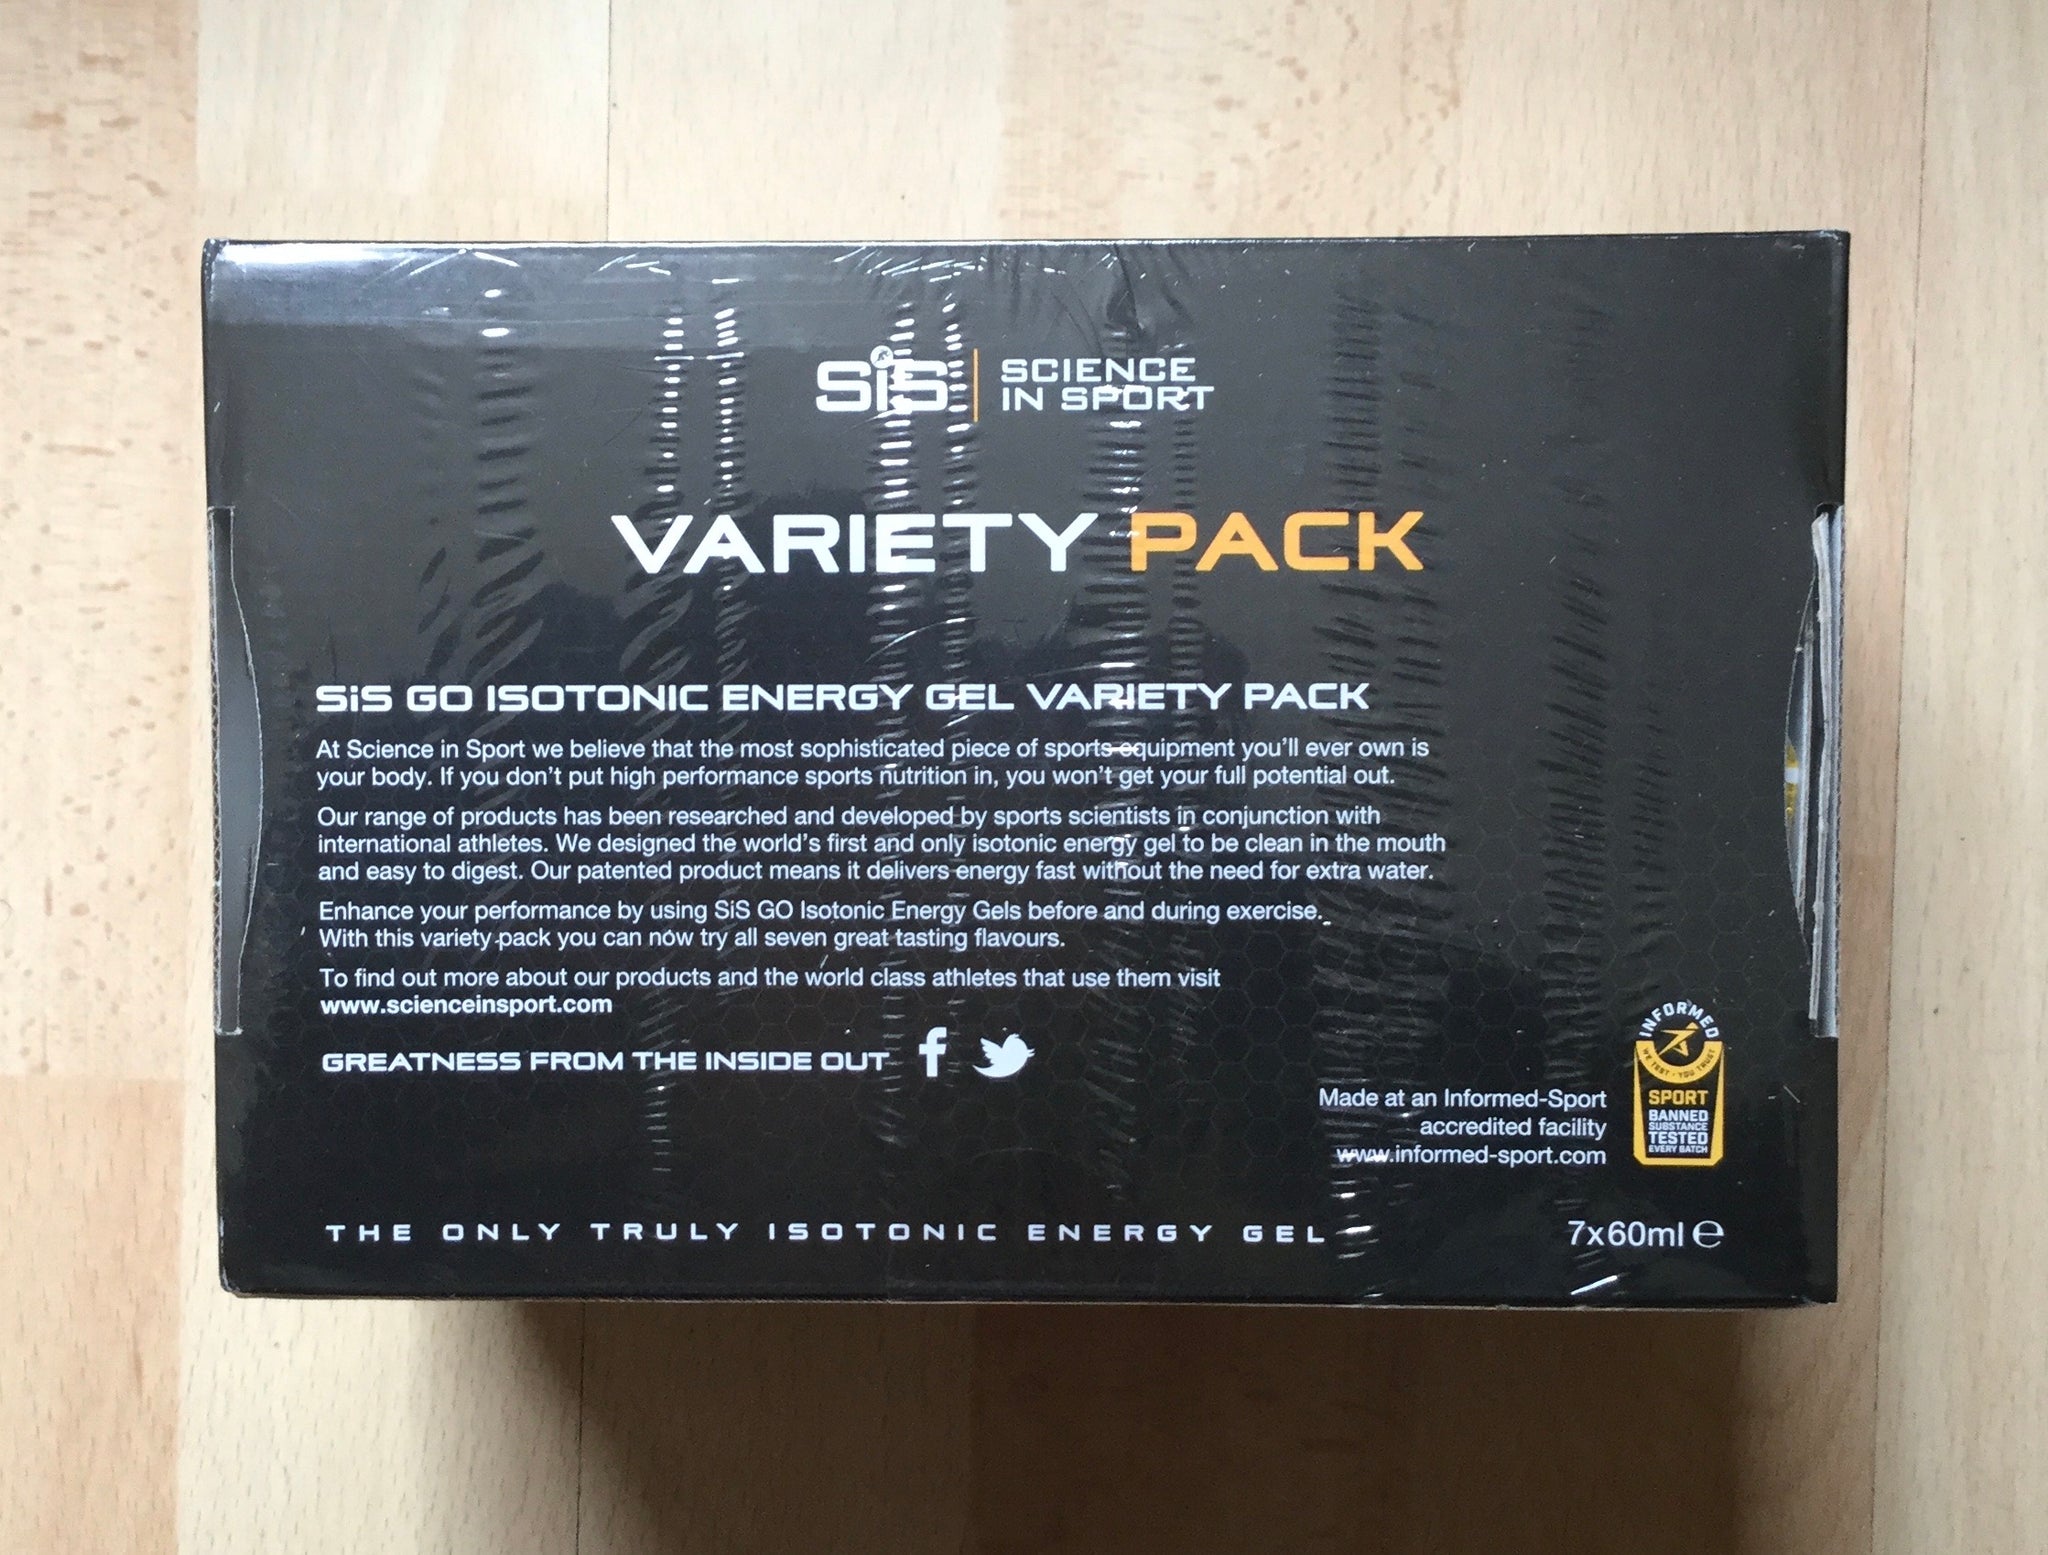 SiS SCIENCE
IN SPORT
VARIETY PACK
SiS GO ISOTONIC ENERGY GEL VARIETY PACK
At Science in Sport we believe that the most sophisticated piece of sports equipment you'll ever own is
your body. If you don't put high performance sports nutrition in, you won't get your full potential out.
Our range of products has been researched and developed by sports scientists in conjunction with
international athletes. We designed the world's first and only isotonic energy gel to be clean in the mouth
and easy to digest. Our patented product means it delivers energy fast without the need for extra water.
Enhance your performance by using SiS GO Isotonic Energy Gels before and during exercise.
With this variety pack you can now try all seven great tasting flavours.
To find out more about our products and the world class athletes that use them visit
www.scienceinsport.com
GREATNESS FROM THE INSIDE OUT
Made at an Informed-Sport
accredited facility
www.informed-sport.com
INFORMED
WE TEST - YOU TRUST
SPORT
BANNED
SUBSTANCE
TESTED
EVERY BATCH
THE ONLY TRULY ISOTONIC ENERGY GEL
7x60ml ℮